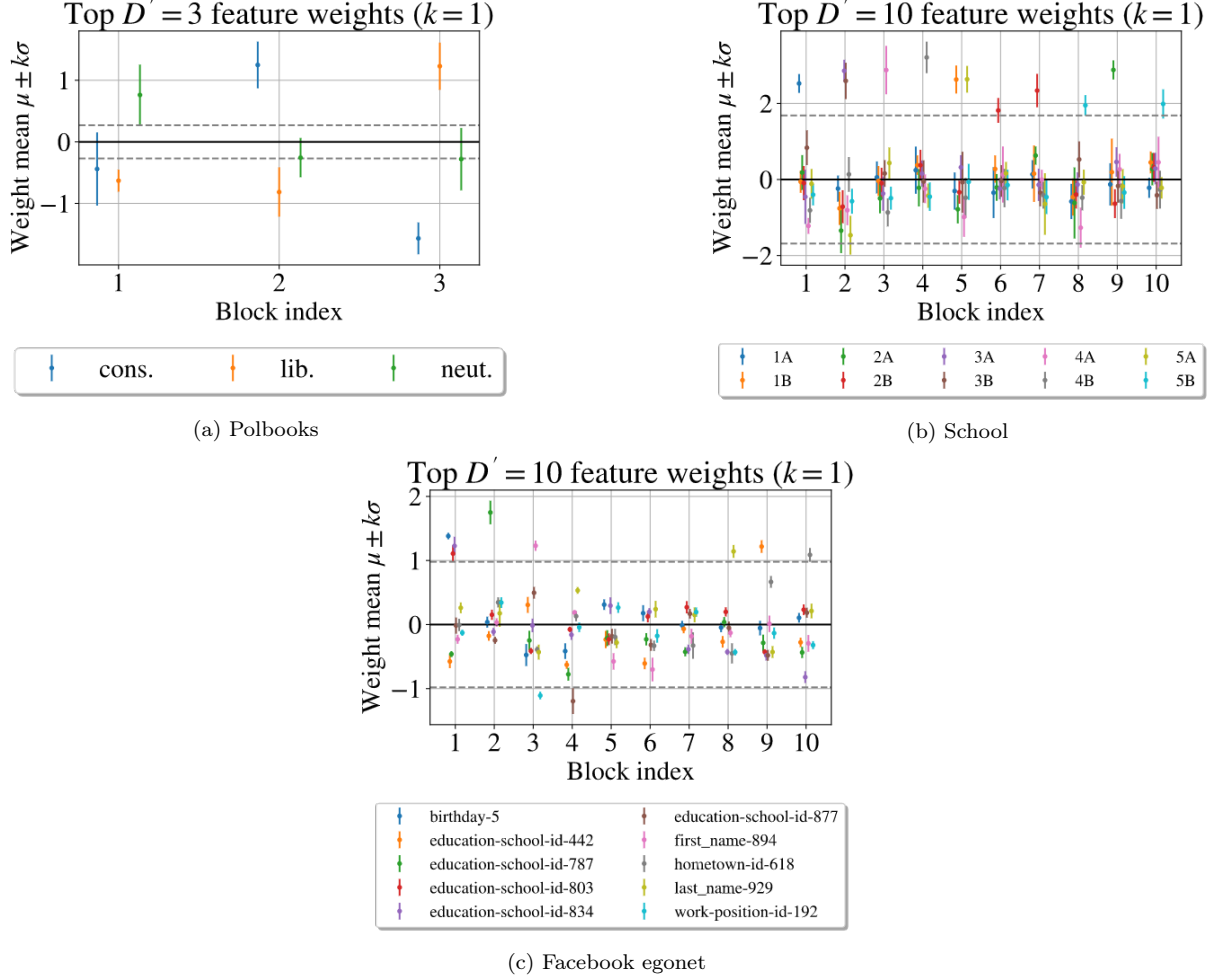 Top D′ = 3 feature weights (k = 1)
Weight mean μ ± kσ
1
0
−1
1 2 3
Block index
cons. lib. neut.
(a) Polbooks
Top D′ = 10 feature weights (k = 1)
Weight mean μ ± kσ
2
0
−2
1 2 3 4 5 6 7 8 9 10
Block index
1A 2A 3A 4A 5A
1B 2B 3B 4B 5B
(b) School
Top D′ = 10 feature weights (k = 1)
Weight mean μ ± kσ
2
1
0
−1
1 2 3 4 5 6 7 8 9 10
Block index
birthday-5 education-school-id-877
education-school-id-442 first_name-894
education-school-id-787 hometown-id-618
education-school-id-803 last_name-929
education-school-id-834 work-position-id-192
(c) Facebook egonet